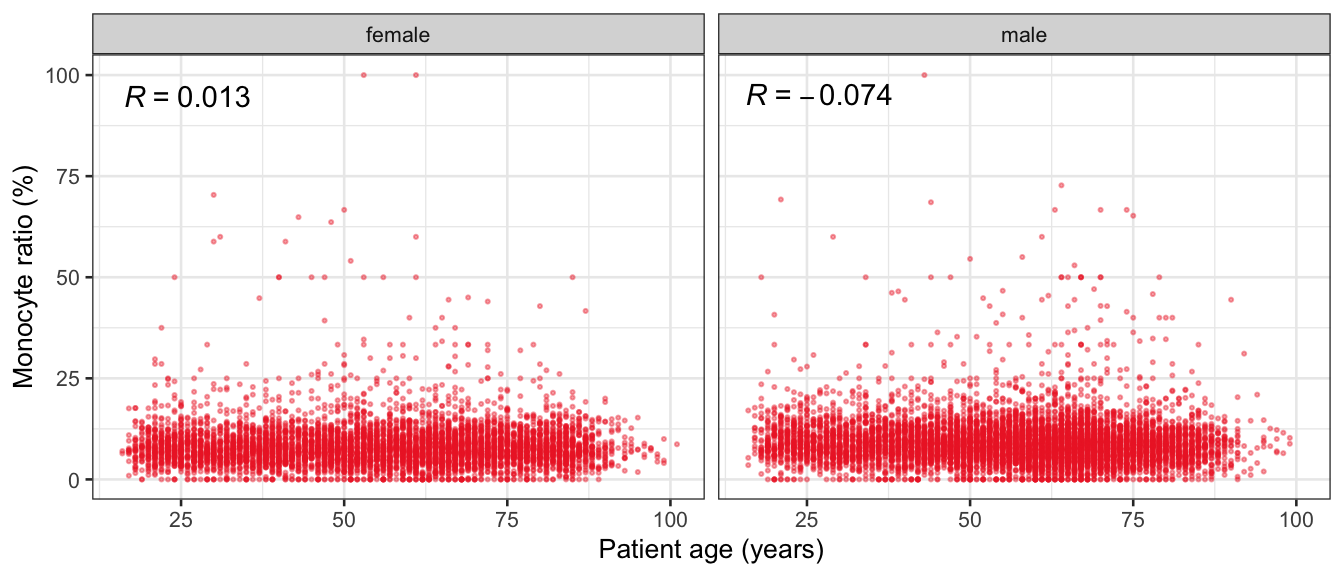 female
male
R = 0.013
R = −0.074
Monocyte ratio (%)
100
75
50
25
0
25 50 75 100
25 50 75 100
Patient age (years)